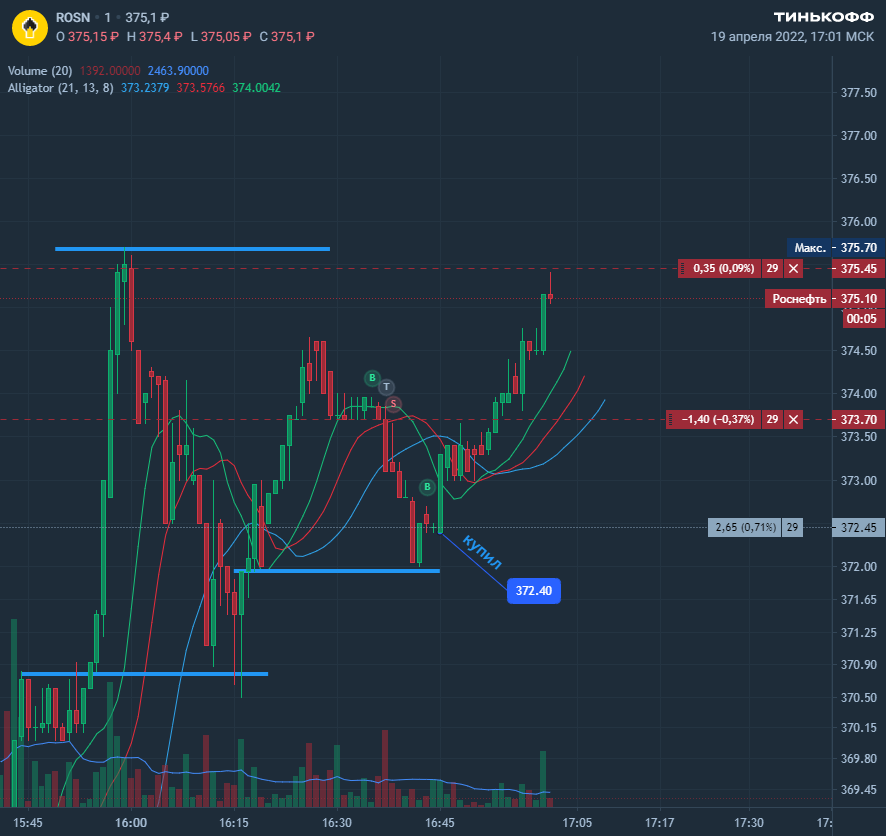 ROSN · 1 · 375,1 ₽
О 375,15 ₽ Н 375,4 ₽ L 375,05 ₽ С 375,1 ₽
ТИНЬКОФФ
19 апреля 2022, 17:01 МСК
Volume (20) 1392.00000 2463.90000
Alligator (21, 13, 8) 373.2379 373.5766 374.0042
377.50
377.00
376.50
376.00
Макс. 375.70
0,35 (0,09%) 29 375.45
Роснефть 375.10
00:05
374.50
B
T
374.00
S
−1,40 (−0,37%) 29 373.70
373.50
373.00
B
2,65 (0,71%) 29 372.45
купил
372.00
372.40
371.65
371.25
370.90
370.50
370.15
369.80
369.45
15:45 16:00 16:15 16:30 16:45 17:05 17:17 17:30 17: